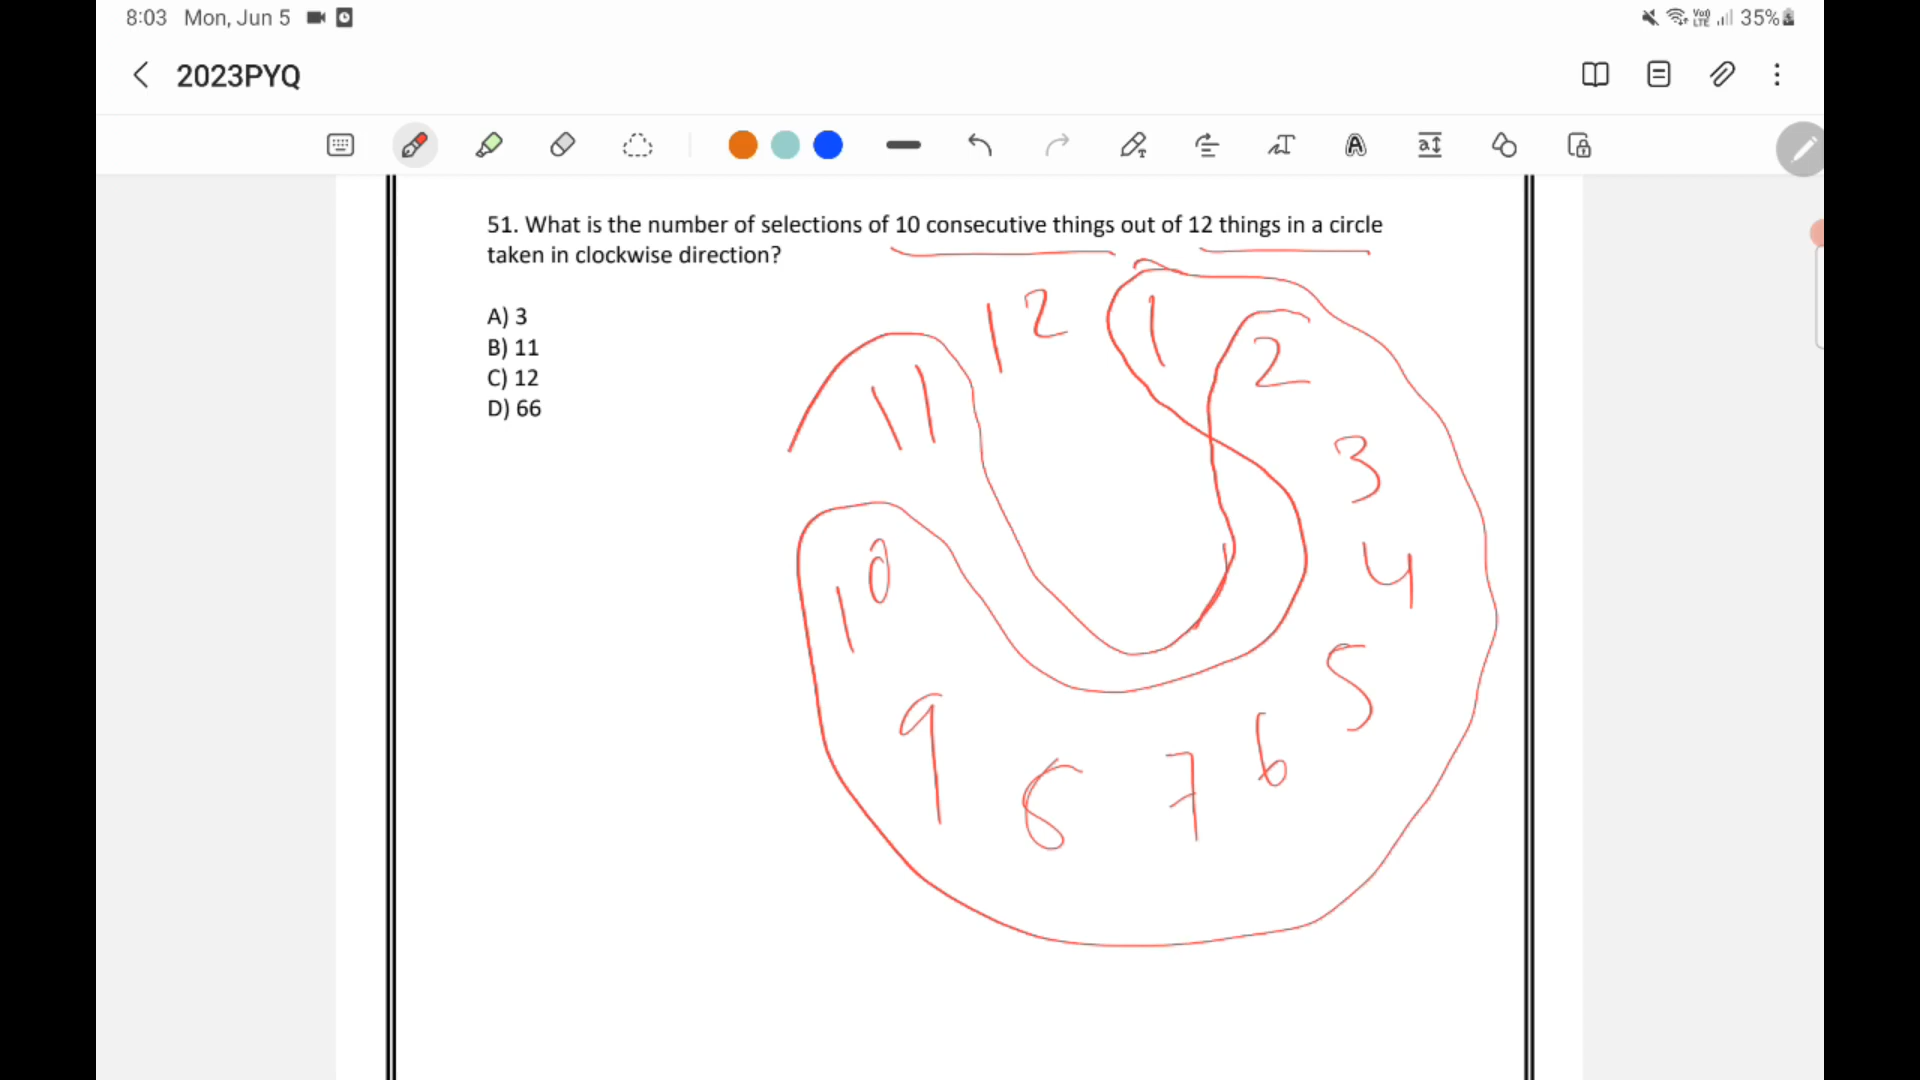 8:03 Mon, Jun 5
Vo)) LTE 35%
2023PYQ
51. What is the number of selections of 10 consecutive things out of 12 things in a circle
taken in clockwise direction?
A) 3
B) 11
C) 12
D) 66
12 1
11 2
3
10 4
9 5
8 7 6